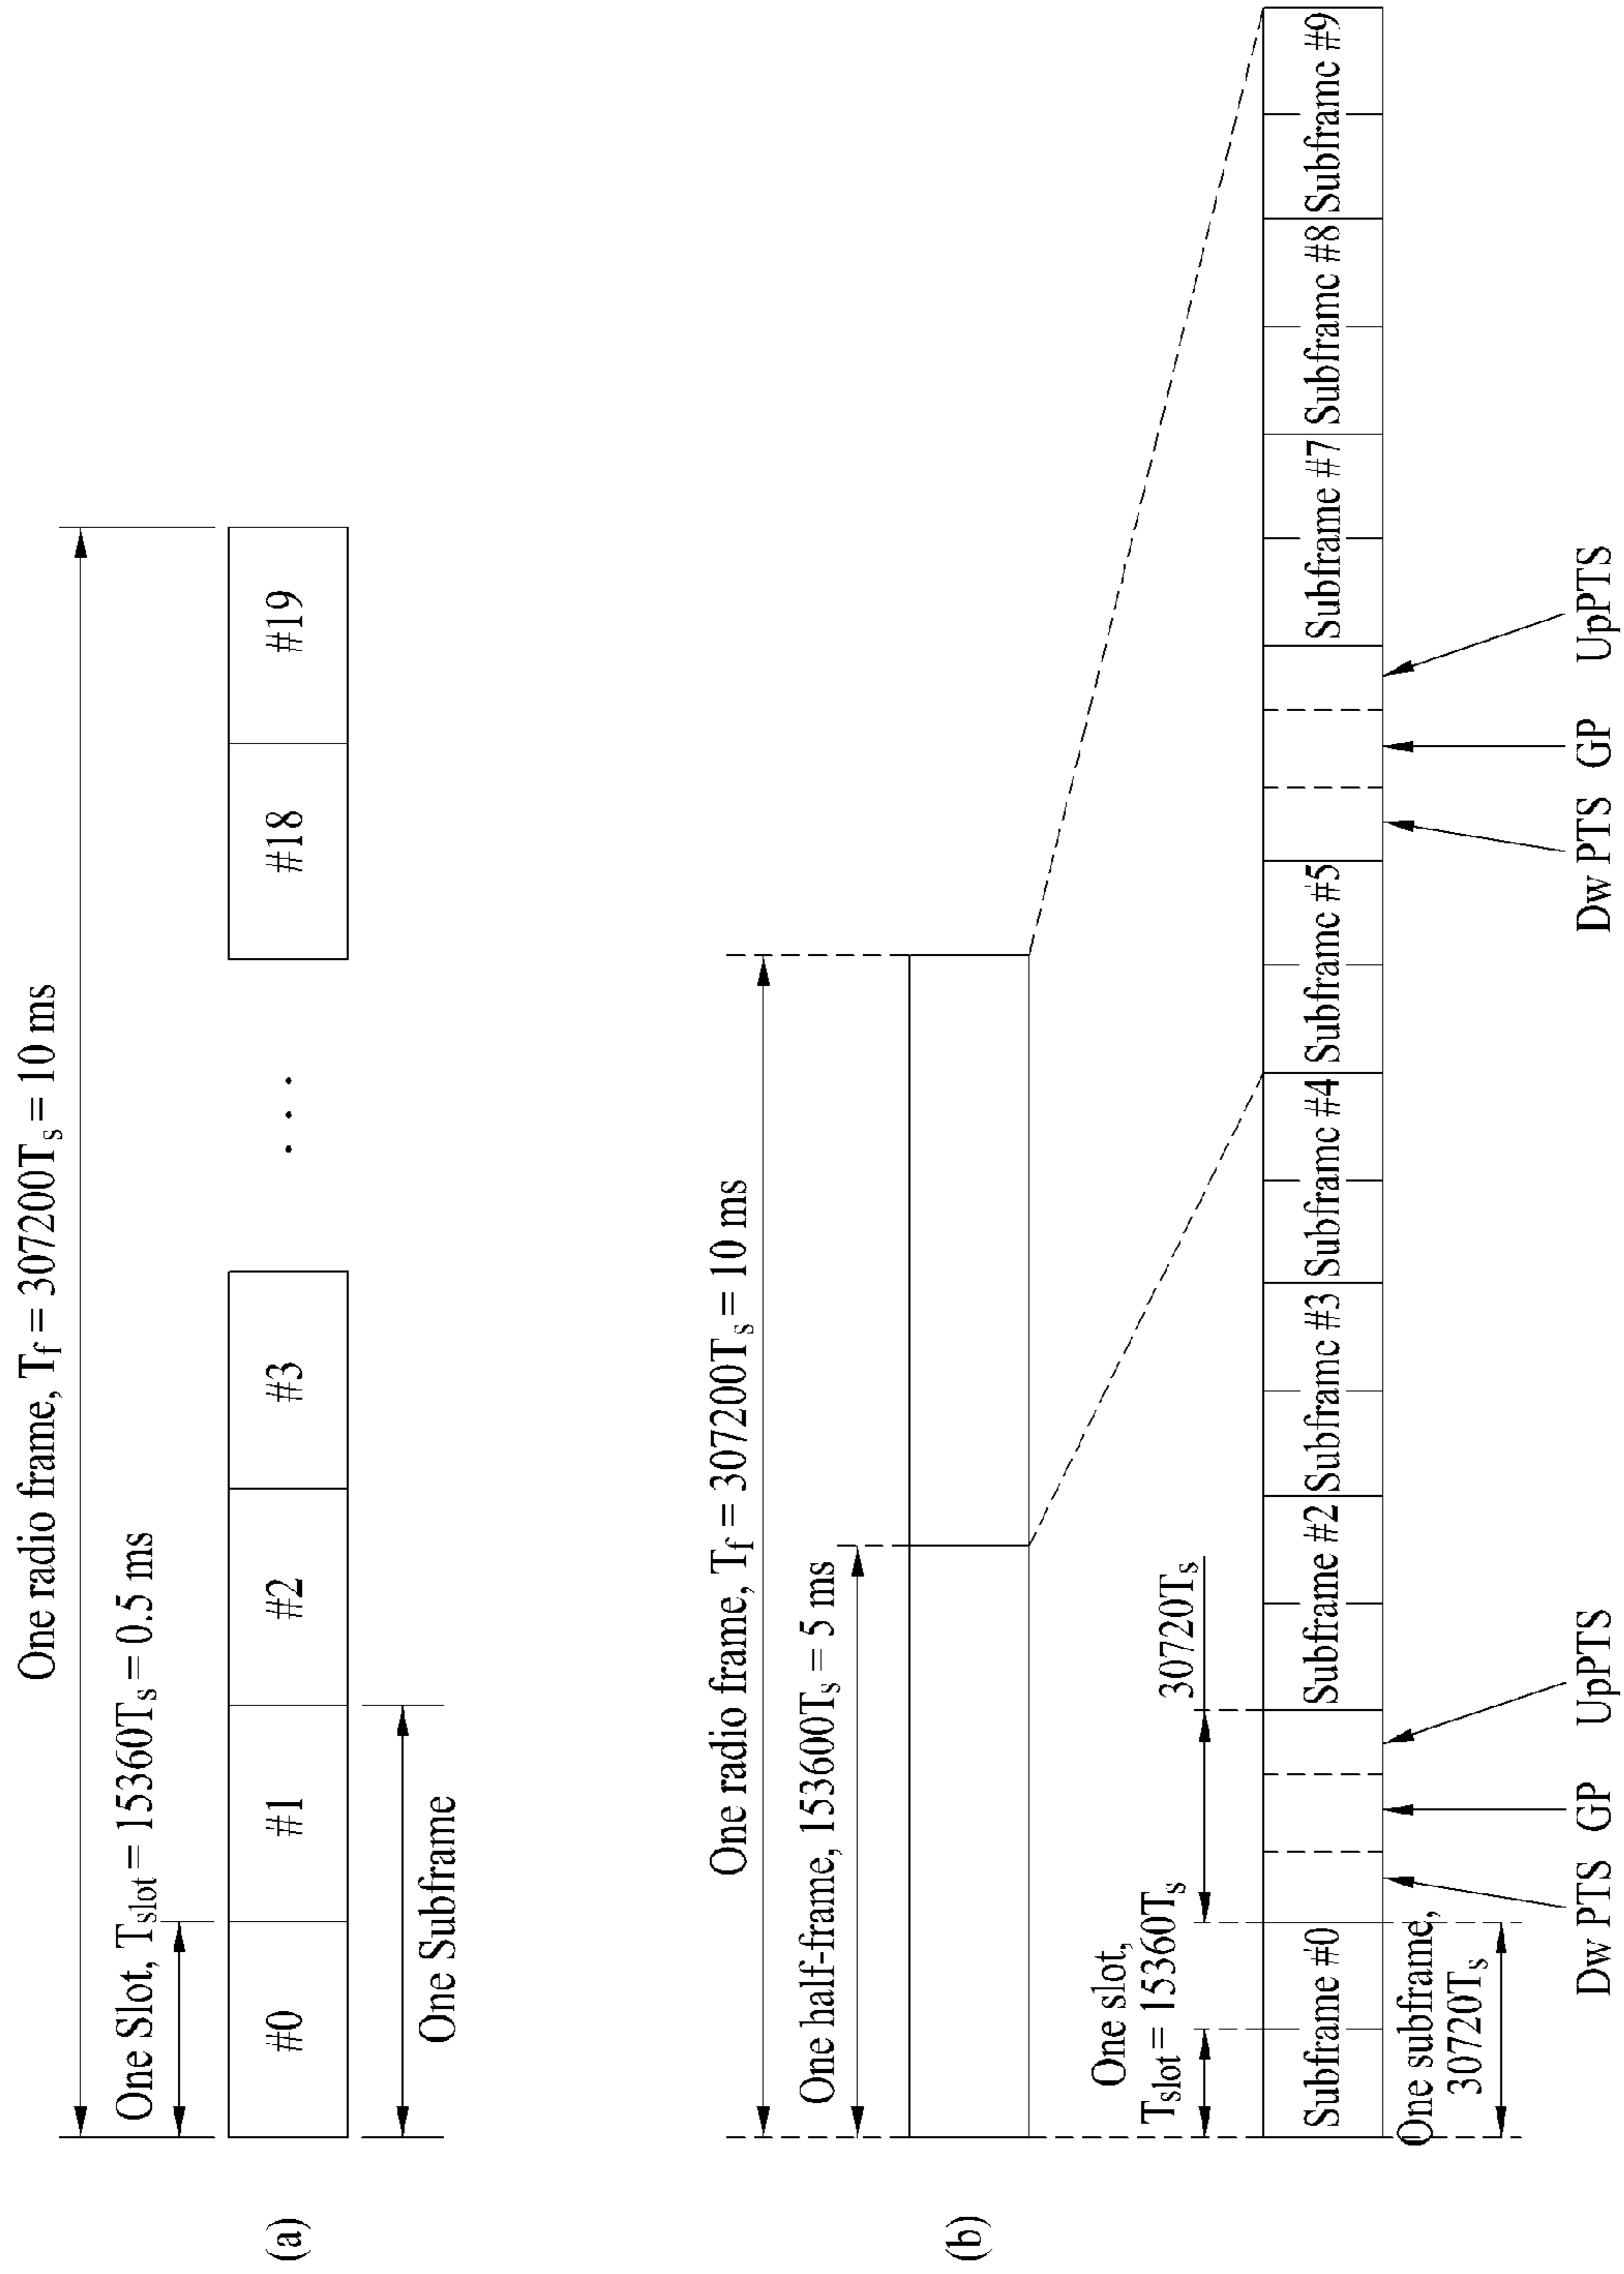 One radio frame, Tf = 307200Ts = 10 ms
One Slot, Tslot = 15360Ts = 0.5 ms
#0
#1
#2
#3
. . .
#18
#19
One Subframe
(a)
One radio frame, Tf = 307200Ts = 10 ms
One half-frame, 153600Ts = 5 ms
One slot,
Tslot = 15360Ts
30720Ts
Subframe #0
Subframe #2
Subframe #3
Subframe #4
Subframe #5
Subframe #7
Subframe #8
Subframe #9
One subframe,
30720Ts
Dw PTS
GP
UpPTS
Dw PTS
GP
UpPTS
(b)